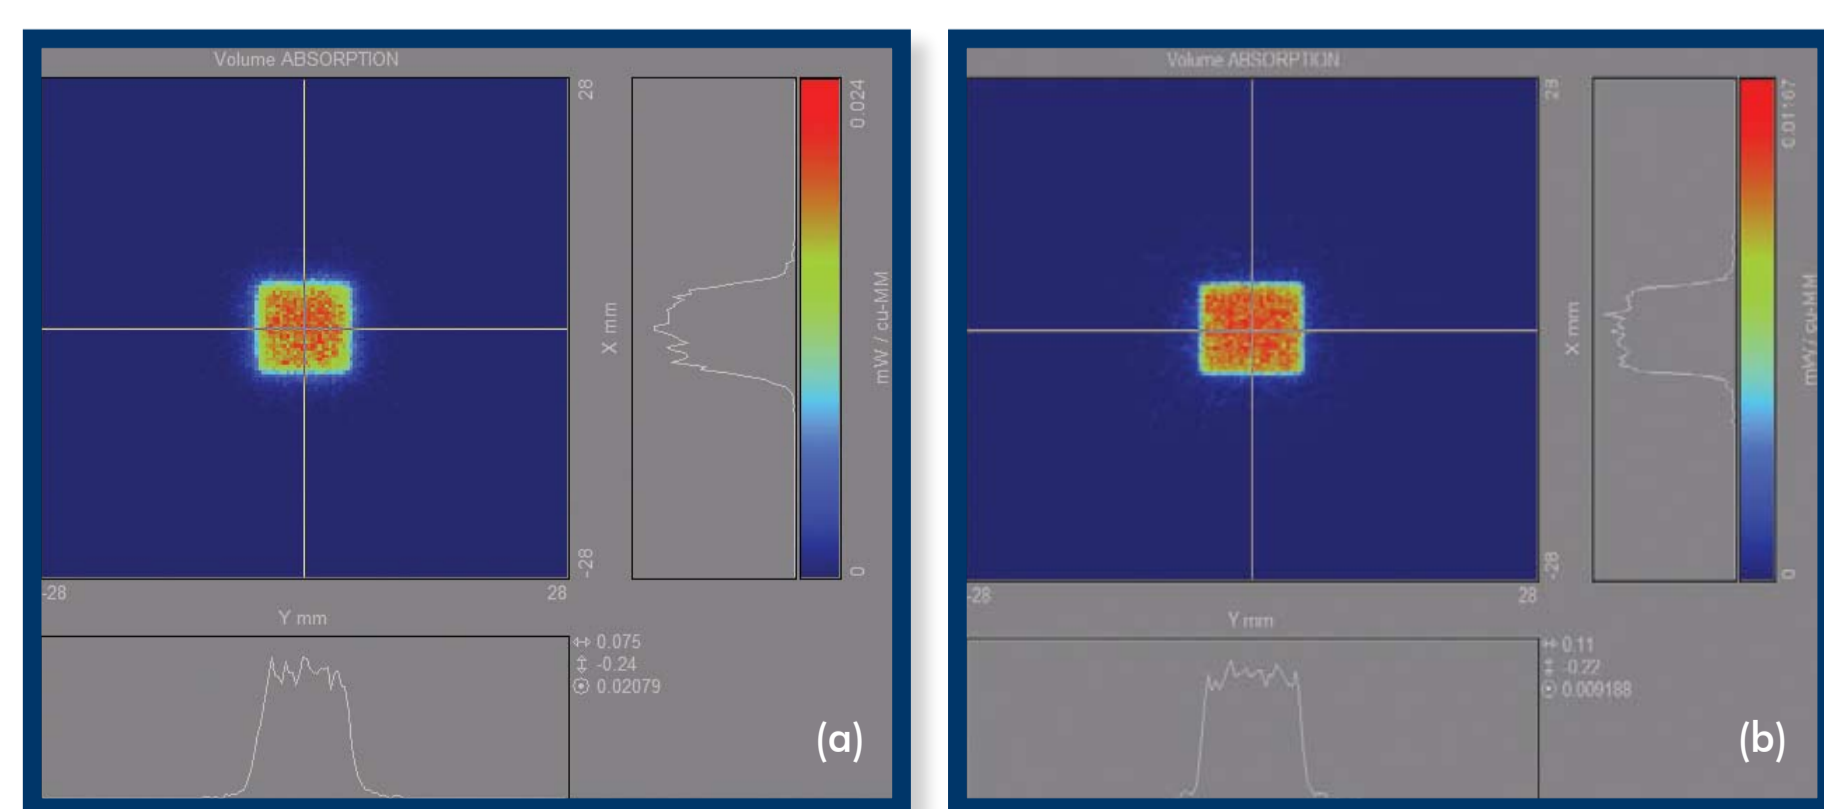 Volume ABSORPTION
28
-28
X mm
0.024
0
mW / cu-MM
-28
28
Y mm
0.075
-0.24
0.02079
(a)
Volume ABSORPTION
28
-28
X mm
0.01167
0
mW / cu-MM
-28
28
Y mm
0.11
-0.22
0.009188
(b)